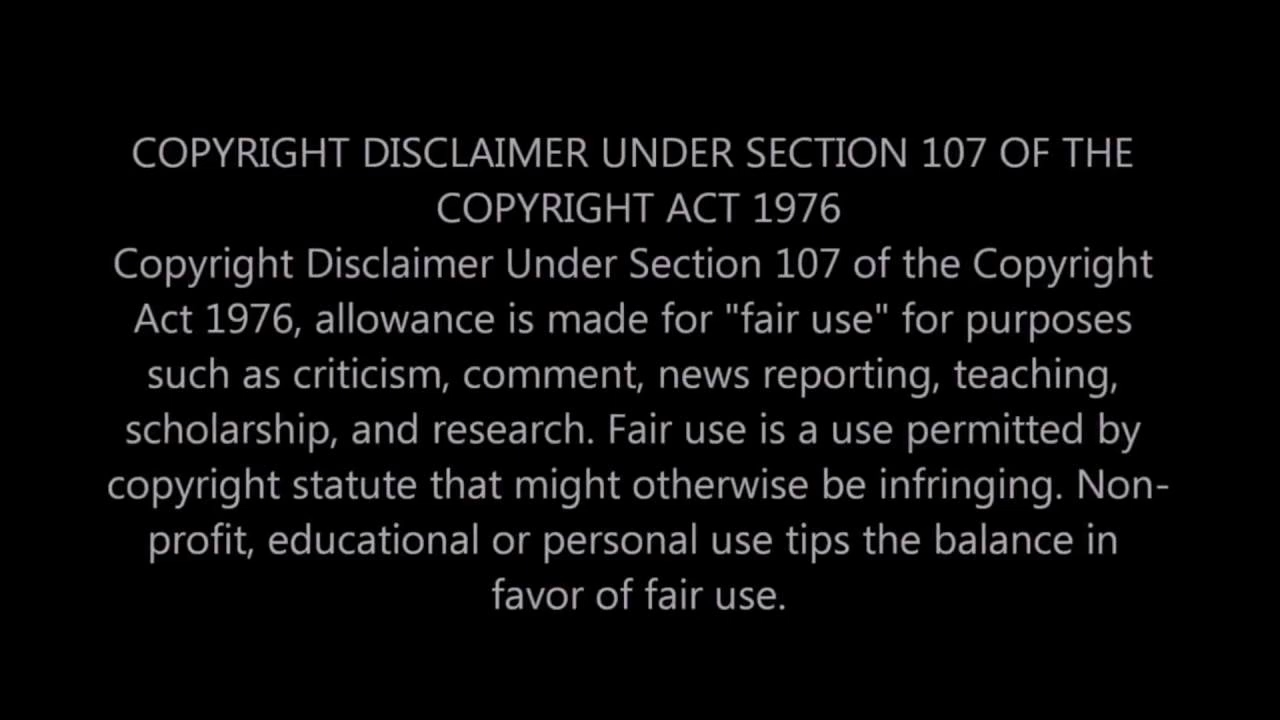 COPYRIGHT DISCLAIMER UNDER SECTION 107 OF THE
COPYRIGHT ACT 1976
Copyright Disclaimer Under Section 107 of the Copyright
Act 1976, allowance is made for "fair use" for purposes
such as criticism, comment, news reporting, teaching,
scholarship, and research. Fair use is a use permitted by
copyright statute that might otherwise be infringing. Non-
profit, educational or personal use tips the balance in
favor of fair use.